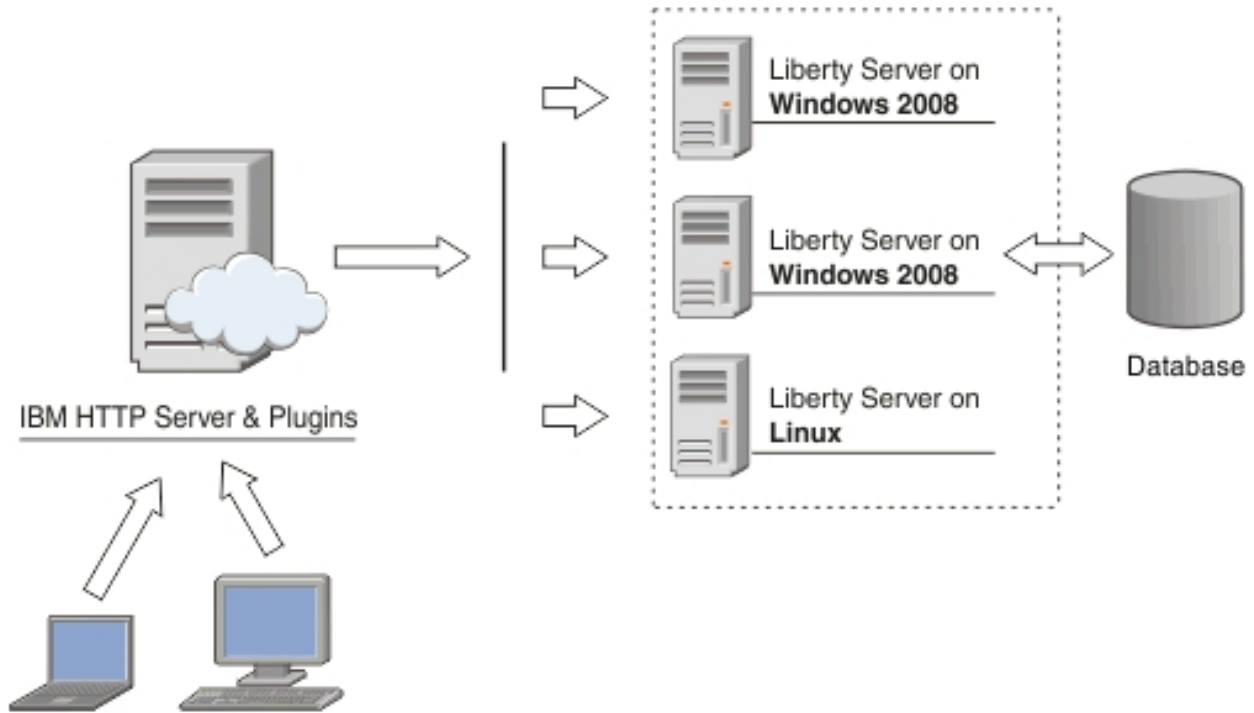 Liberty Server on
Windows 2008
Liberty Server on
Windows 2008
Database
Liberty Server on
Linux
IBM HTTP Server & Plugins